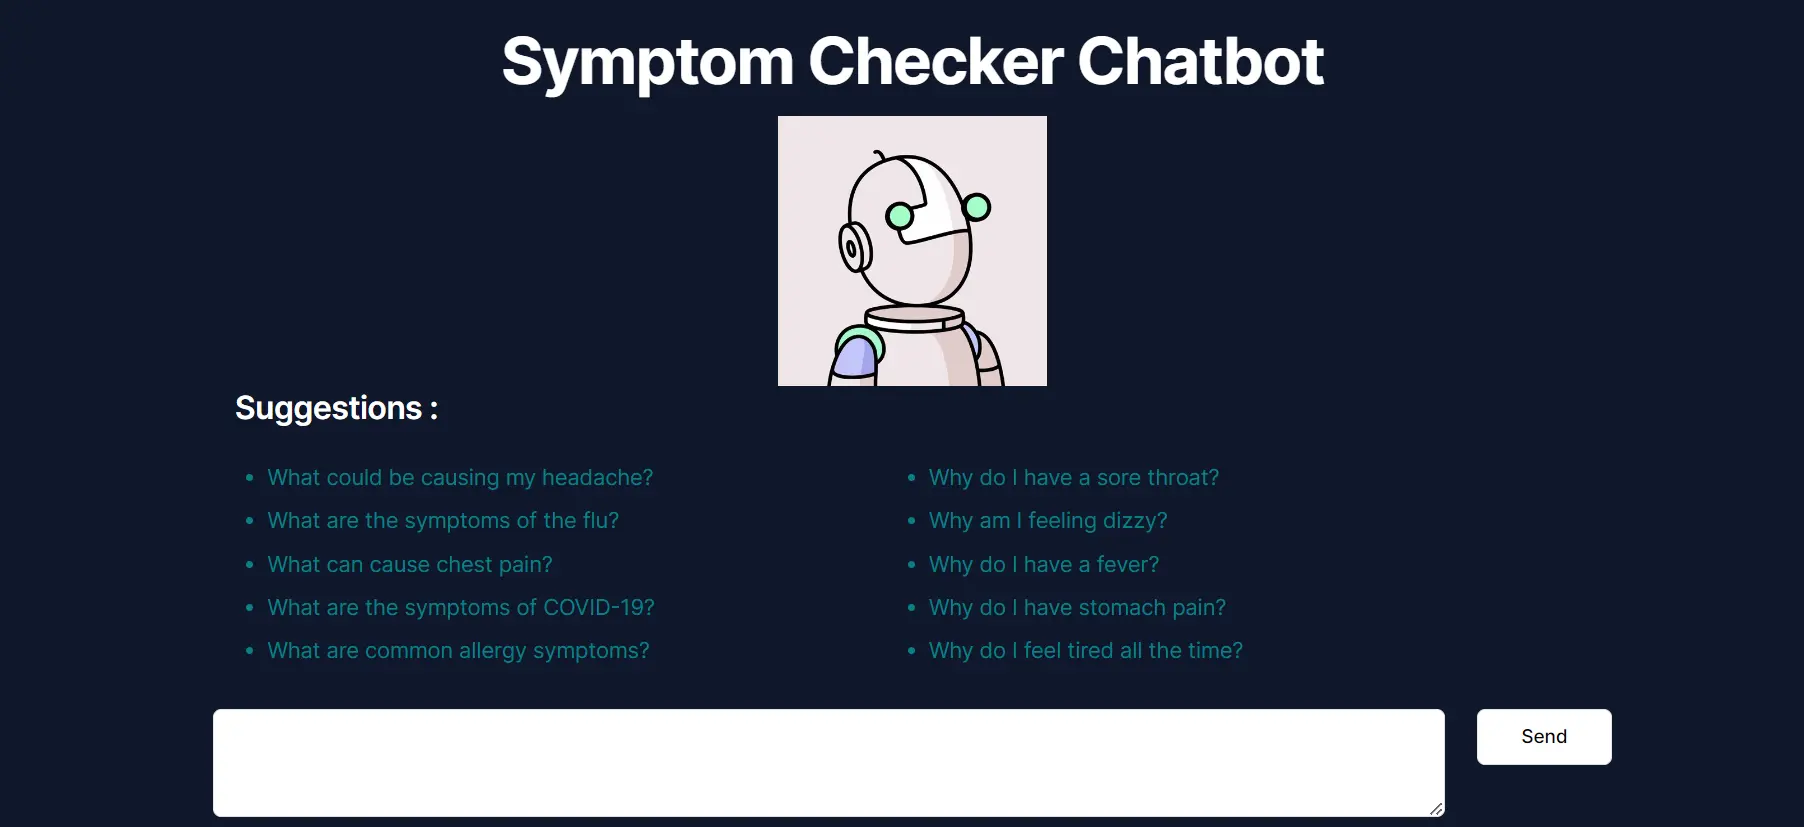 Symptom Checker Chatbot
Suggestions :
What could be causing my headache?
What are the symptoms of the flu?
What can cause chest pain?
What are the symptoms of COVID-19?
What are common allergy symptoms?
Why do I have a sore throat?
Why am I feeling dizzy?
Why do I have a fever?
Why do I have stomach pain?
Why do I feel tired all the time?
Send